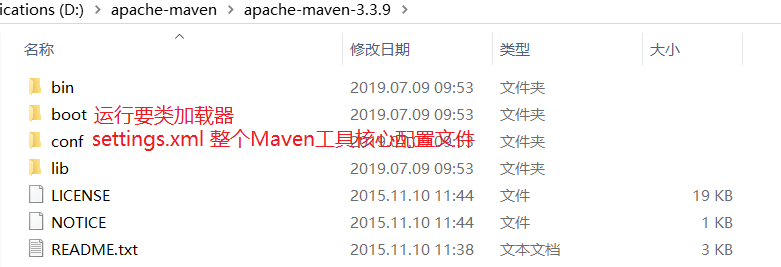 ications (D:) > apache-maven > apache-maven-3.3.9 >
名称 修改日期 类型 大小
bin 2019.07.09 09:53 文件夹
boot 运行要类加载器 2019.07.09 09:53 文件夹
conf settings.xml 整个Maven工具核心配置文件 2019.07.09 09:53 文件夹
lib 2019.07.09 09:53 文件夹
LICENSE 2015.11.10 11:44 文件 19 KB
NOTICE 2015.11.10 11:44 文件 1 KB
README.txt 2015.11.10 11:38 文本文档 3 KB